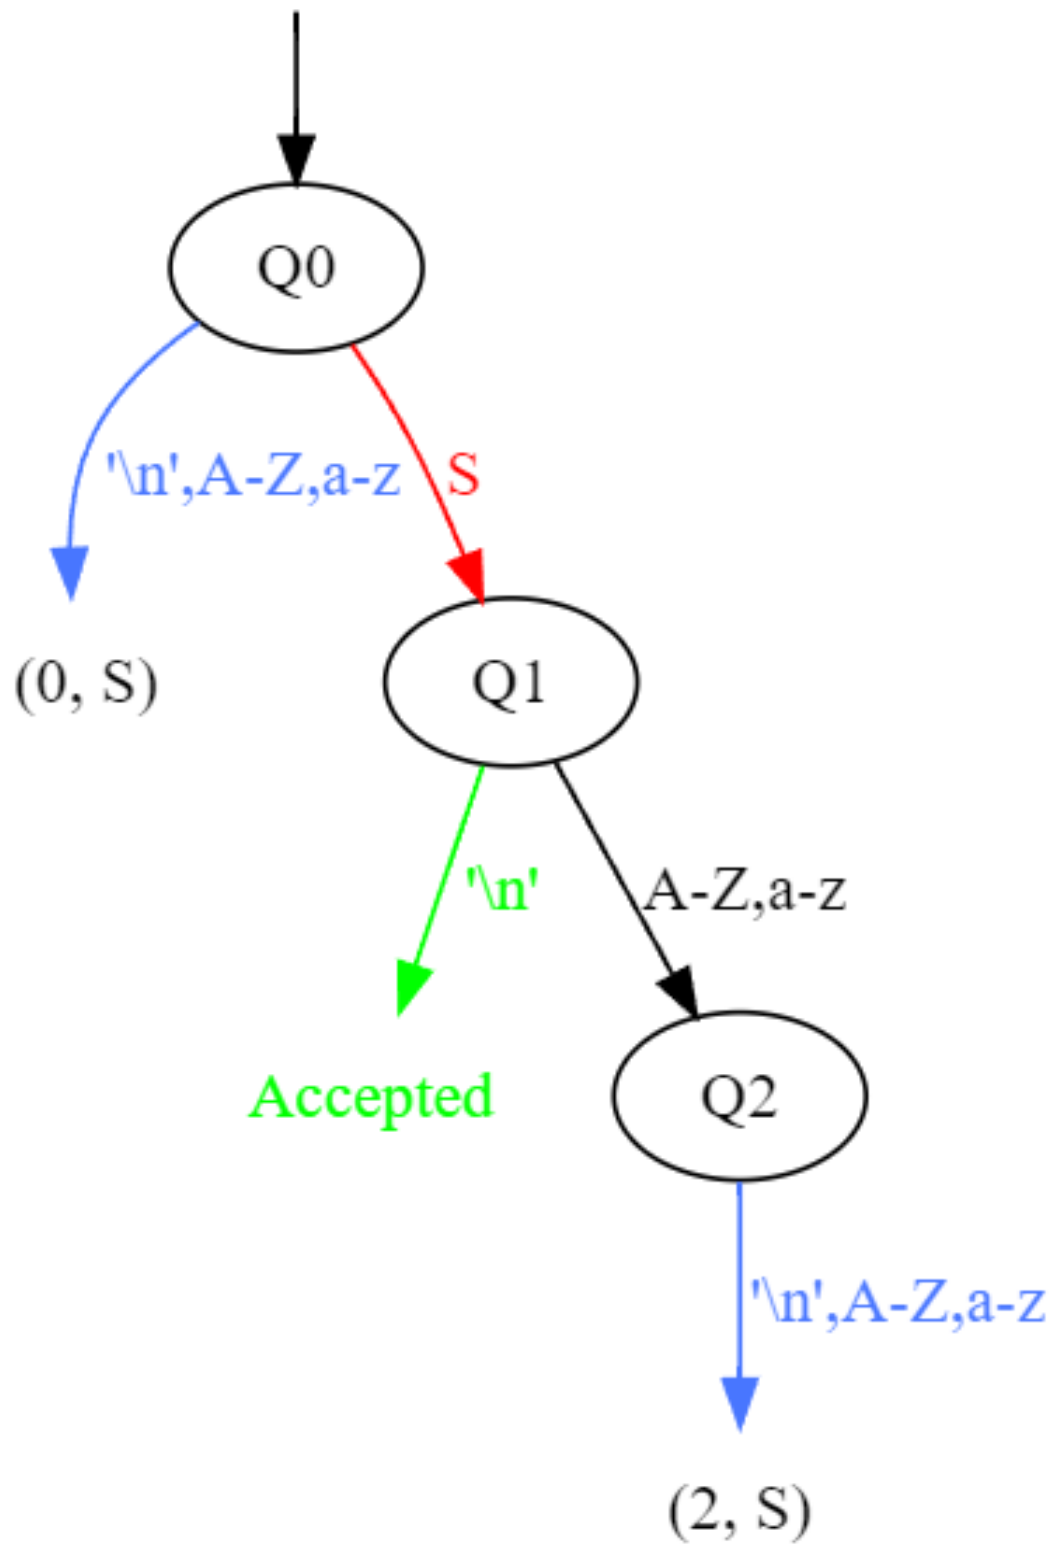 Q0
'\n',A-Z,a-z
S
(0, S)
Q1
'\n'
A-Z,a-z
Accepted
Q2
'\n',A-Z,a-z
(2, S)